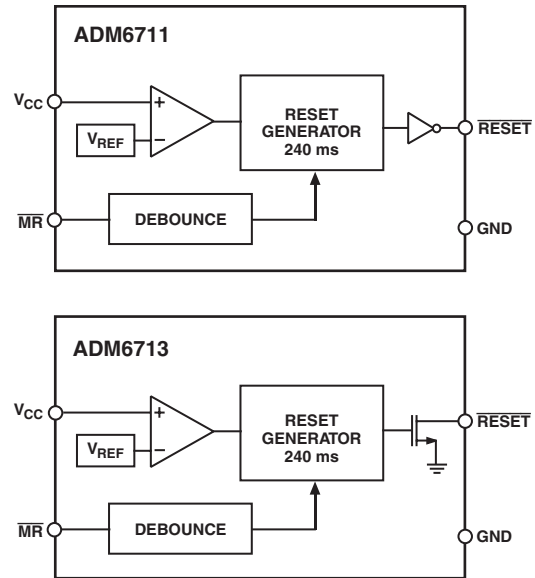 ADM6711
VCC
+
VREF
−
RESET
GENERATOR
240 ms
RESET
MR
DEBOUNCE
GND
ADM6713
VCC
+
VREF
−
RESET
GENERATOR
240 ms
RESET
MR
DEBOUNCE
GND